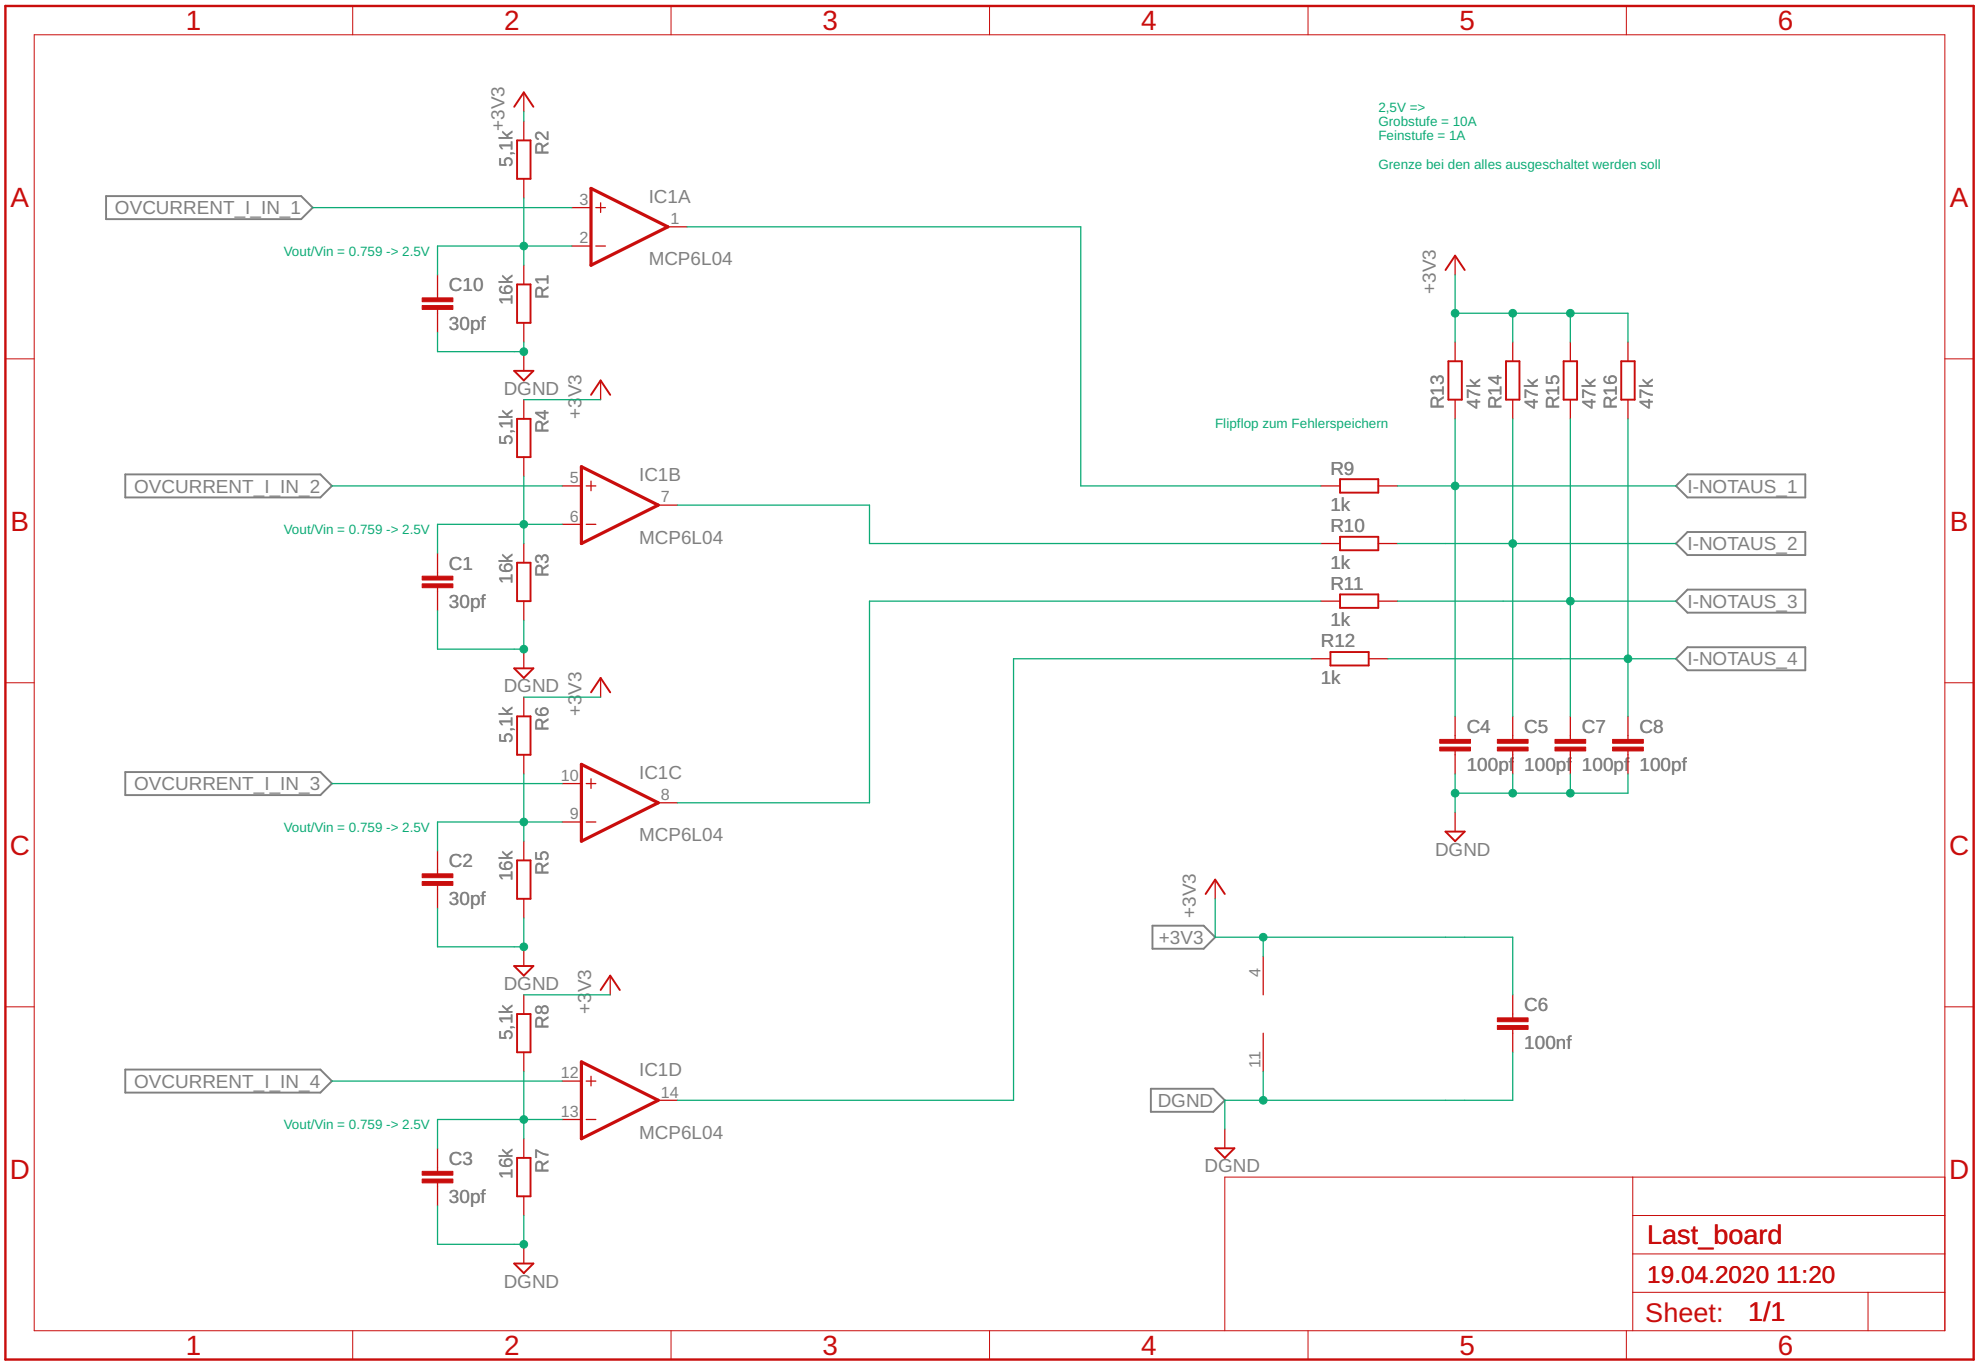 1 2 3 4 5 6
A A
B B
C C
D D
+3V3
5,1k R2
OVCURRENT_I_IN_1
3
2
1
IC1A
MCP6L04
Vout/Vin = 0.759 -> 2.5V
C10
30pf
16k R1
DGND
+3V3
5,1k R4
OVCURRENT_I_IN_2
5
6
7
IC1B
MCP6L04
Vout/Vin = 0.759 -> 2.5V
C1
30pf
16k R3
DGND
+3V3
5,1k R6
OVCURRENT_I_IN_3
10
9
8
IC1C
MCP6L04
Vout/Vin = 0.759 -> 2.5V
C2
30pf
16k R5
DGND
+3V3
5,1k R8
OVCURRENT_I_IN_4
12
13
14
IC1D
MCP6L04
Vout/Vin = 0.759 -> 2.5V
C3
30pf
16k R7
DGND
2,5V =>
Grobstufe = 10A
Feinstufe = 1A
Grenze bei den alles ausgeschaltet werden soll
+3V3
R13 47k R14 47k R15 47k R16 47k
Flipflop zum Fehlerspeichern
R9
1k
I-NOTAUS_1
R10
1k
I-NOTAUS_2
R11
1k
I-NOTAUS_3
R12
1k
I-NOTAUS_4
C4 C5 C7 C8
100pf 100pf 100pf 100pf
DGND
+3V3
+3V3
4
11
C6
100nf
DGND
DGND
Last_board
19.04.2020 11:20
Sheet: 1/1
1 2 3 4 5 6